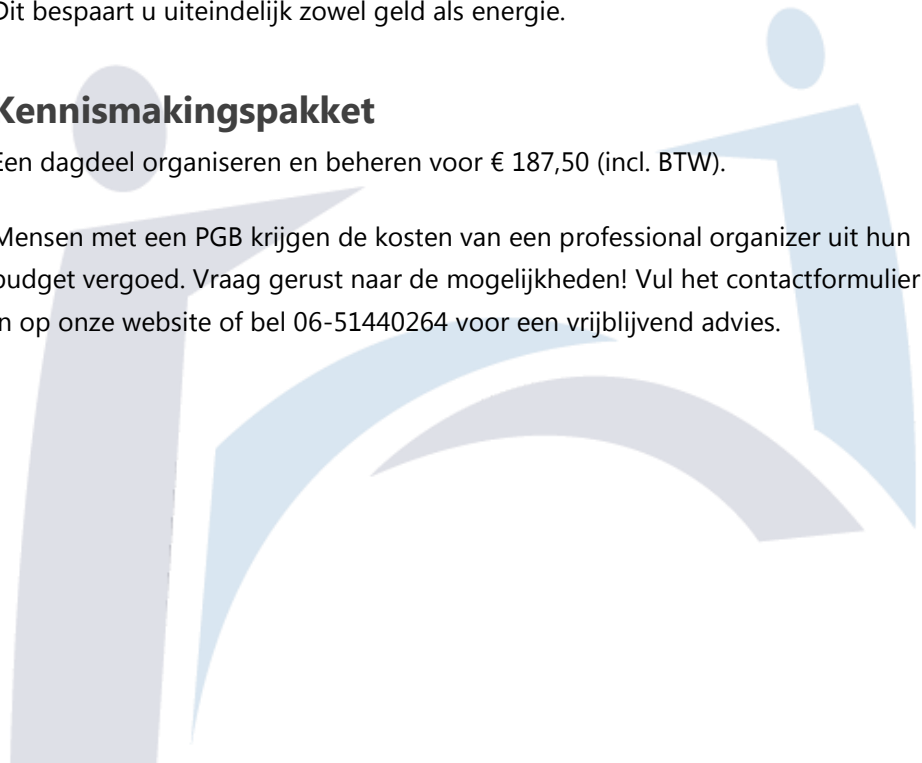 Dit bespaart u uiteindelijk zowel geld als energie.
Kennismakingspakket
Een dagdeel organiseren en beheren voor € 187,50 (incl. BTW).
Mensen met een PGB krijgen de kosten van een professional organizer uit hun
budget vergoed. Vraag gerust naar de mogelijkheden! Vul het contactformulier
in op onze website of bel 06-51440264 voor een vrijblijvend advies.